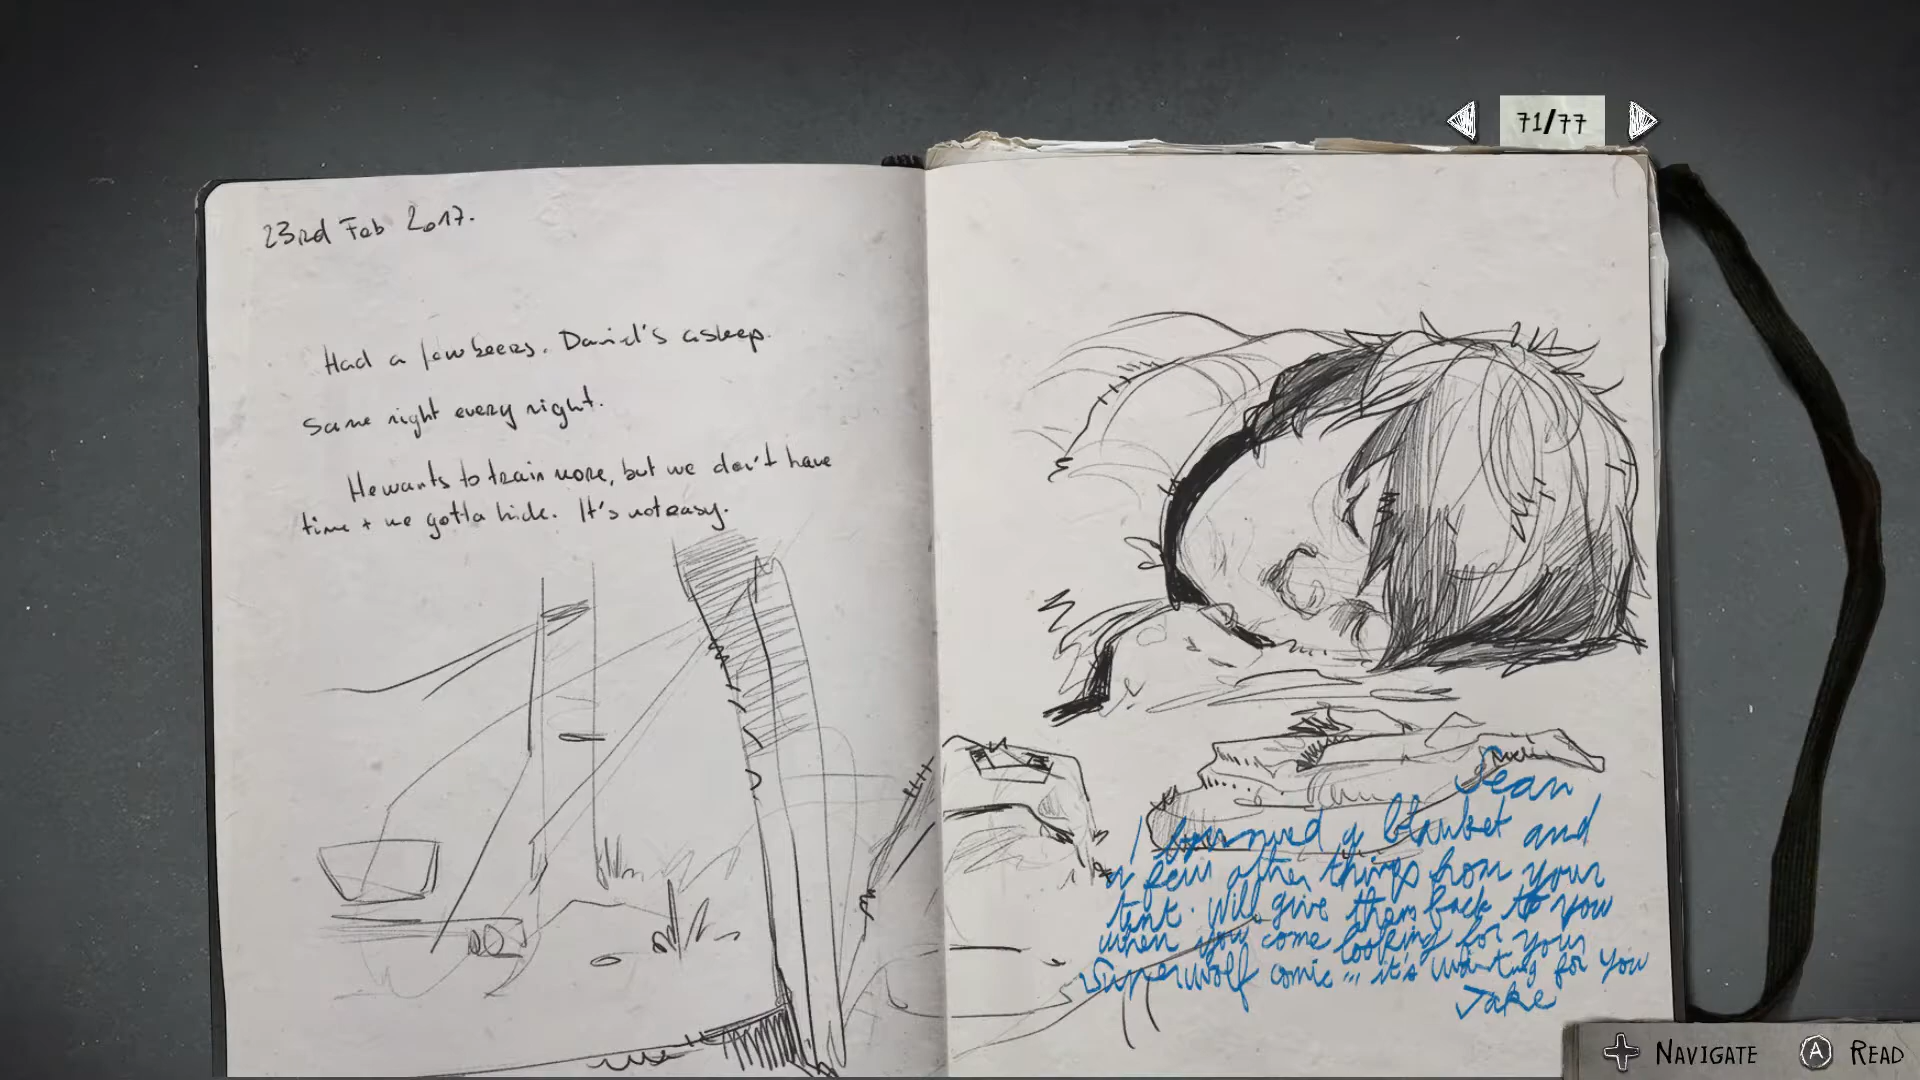 71/77
23rd Feb 2017.
Had a few beers. Daniel's asleep.
Same night every night.
He wants to train more, but we don't have
time + we gotta hide. It's not easy.
Sean
I borrowed a blanket and
a few other things from your
tent. Will give them back to you
when you come looking for your
Superwolf comic... it's waiting for you
Jake
NAVIGATE
A READ